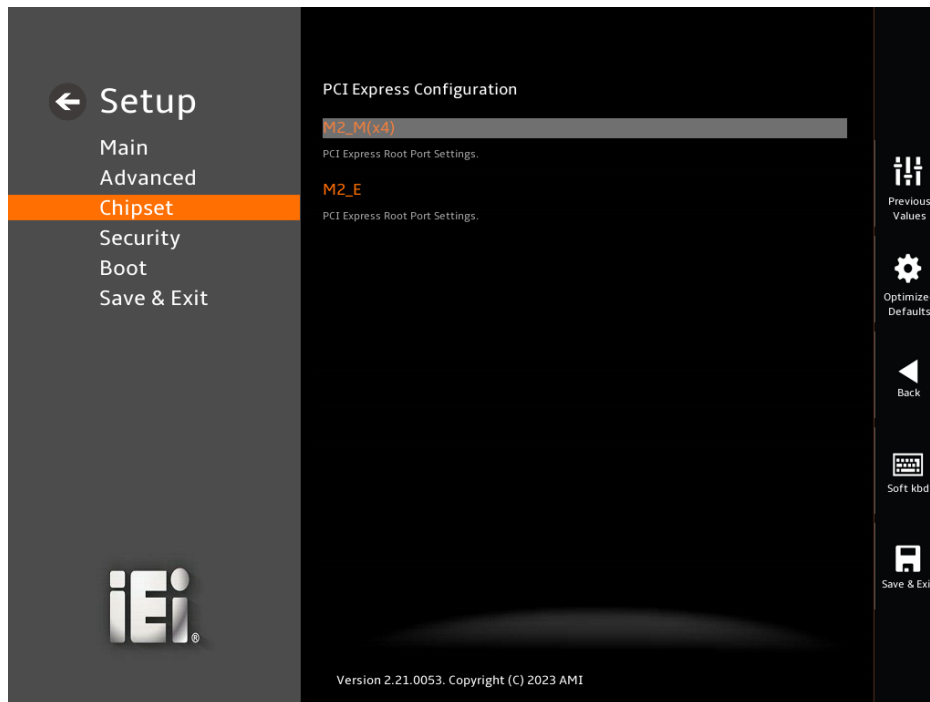 Setup
Main
Advanced
Chipset
Security
Boot
Save & Exit
PCI Express Configuration
M2_M(x4)
PCI Express Root Port Settings.
M2_E
PCI Express Root Port Settings.
Previous
Values
Optimize
Defaults
Back
Soft kbd
Save & Exi
iEi®
Version 2.21.0053. Copyright (C) 2023 AMI